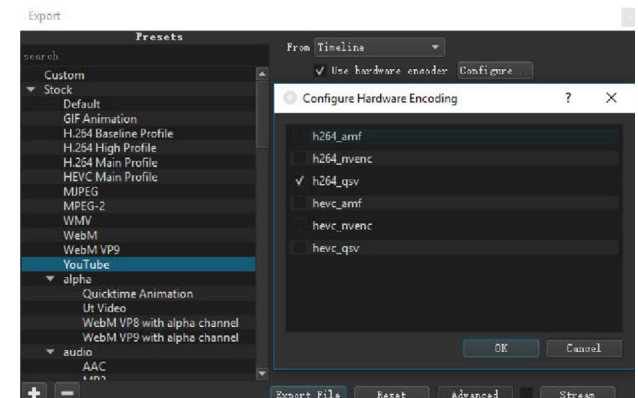 Export
Presets
search
Custom
Stock
Default
GIF Animation
H.264 Baseline Profile
H.264 High Profile
H.264 Main Profile
HEVC Main Profile
MJPEG
MPEG-2
WMV
WebM
WebM VP9
YouTube
alpha
Quicktime Animation
Ut Video
WebM VP8 with alpha channel
WebM VP9 with alpha channel
audio
AAC
MP3
From Timeline
Use hardware encoder Configure...
Configure Hardware Encoding ?
h264_amf
h264_nvenc
h264_qsv
hevc_amf
hevc_nvenc
hevc_qsv
OK Cancel
Export File Reset Advanced Stream